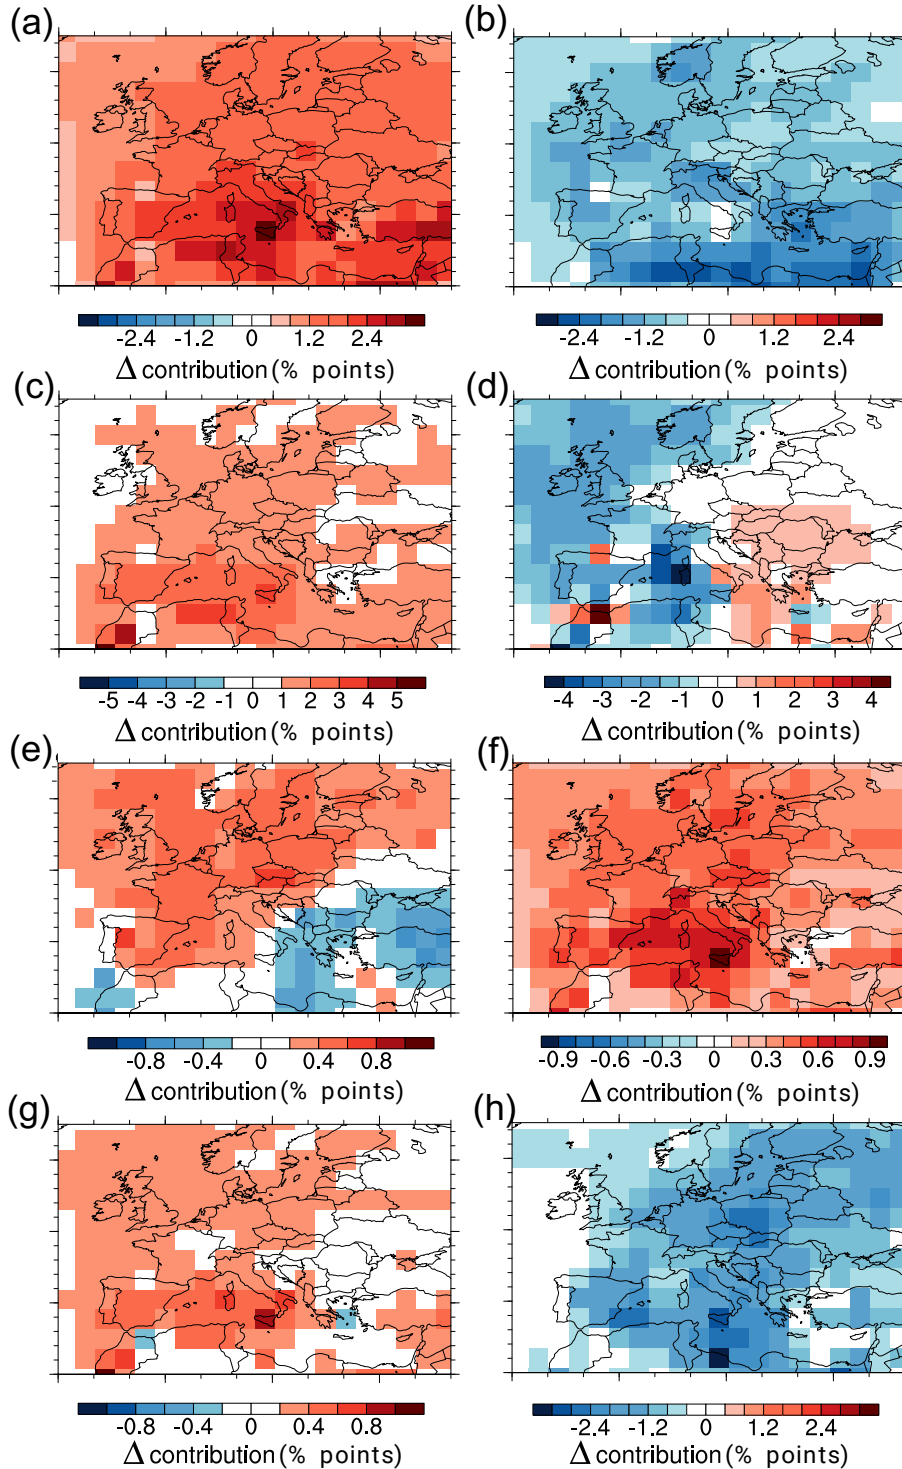 (a) (b)
-2.4 -1.2 0 1.2 2.4 -2.4 -1.2 0 1.2 2.4
Δ contribution (% points) Δ contribution (% points)
(c) (d)
-5 -4 -3 -2 -1 0 1 2 3 4 5 -4 -3 -2 -1 0 1 2 3 4
Δ contribution (% points) Δ contribution (% points)
(e) (f)
-0.8 -0.4 0 0.4 0.8 -0.9 -0.6 -0.3 0 0.3 0.6 0.9
Δ contribution (% points) Δ contribution (% points)
(g) (h)
-0.8 -0.4 0 0.4 0.8 -2.4 -1.2 0 1.2 2.4
Δ contribution (% points) Δ contribution (% points)